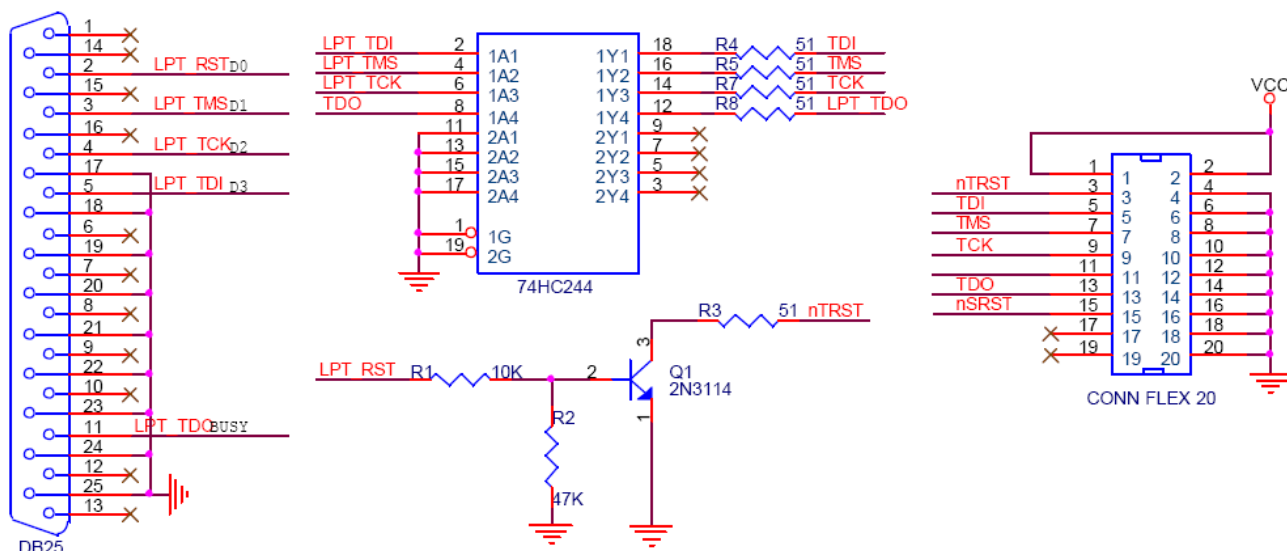 1
14
2 LPT_RST D0
15
3 LPT_TMS D1
16
4 LPT_TCK D2
17
5 LPT_TDI D3
18
6
19
7
20
8
21
9
22
10
23
11 LPT_TDO BUSY
24
12
25
13
DB25
LPT_TDI 2 1A1 1Y1 18 R4 51 TDI
LPT_TMS 4 1A2 1Y2 16 R5 51 TMS
LPT_TCK 6 1A3 1Y3 14 R7 51 TCK
TDO 8 1A4 1Y4 12 R8 51 LPT_TDO
11 2A1 2Y1 9
13 2A2 2Y2 7
15 2A3 2Y3 5
17 2A4 2Y4 3
1 1G
19 2G
74HC244
R3 51 nTRST
3
LPT_RST R1 10K 2 Q1
2N3114
R2
1
47K
VCC
1 1 2 2
nTRST 3 3 4 4
TDI 5 5 6 6
TMS 7 7 8 8
TCK 9 9 10 10
11 11 12 12
TDO 13 13 14 14
nSRST 15 15 16 16
17 17 18 18
19 19 20 20
CONN FLEX 20